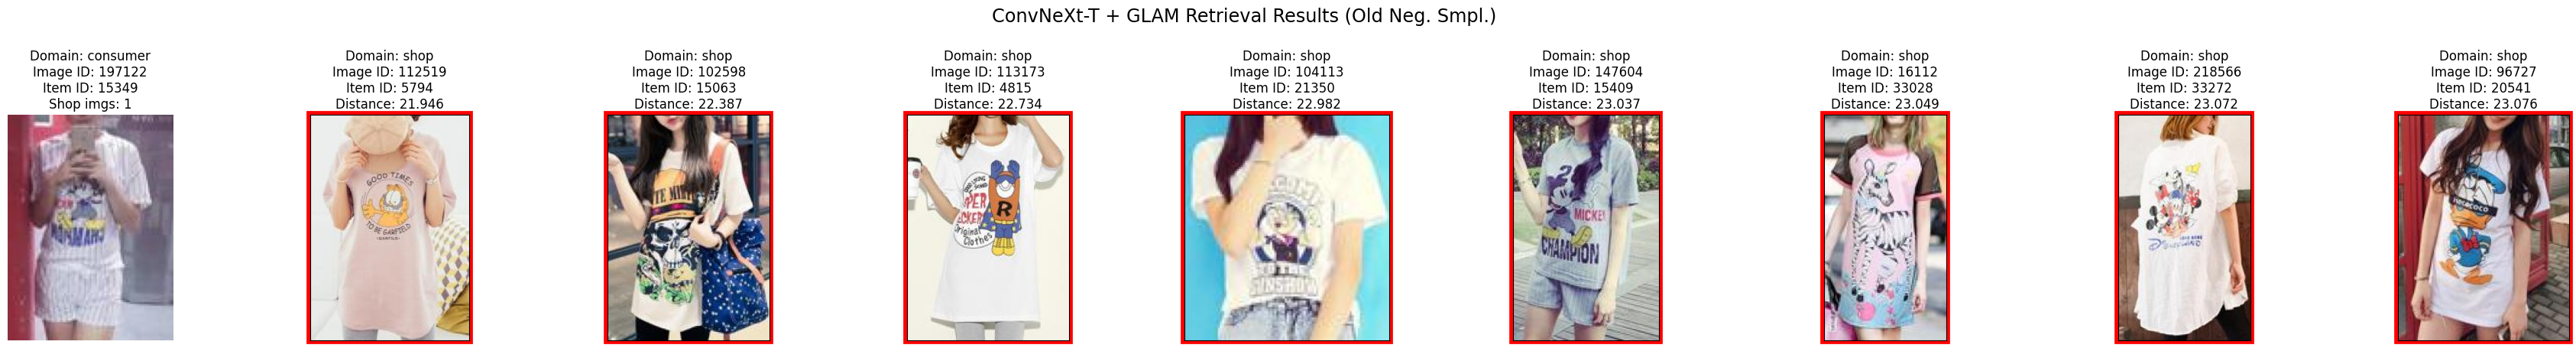 ConvNeXt-T + GLAM Retrieval Results (Old Neg. Smpl.)
Domain: consumer
Image ID: 197122
Item ID: 15349
Shop imgs: 1
Domain: shop
Image ID: 112519
Item ID: 5794
Distance: 21.946
GOOD TIMES
TO BE GARFIELD
Domain: shop
Image ID: 102598
Item ID: 15063
Distance: 22.387
Domain: shop
Image ID: 113173
Item ID: 4815
Distance: 22.734
R
Original
Clothes
Domain: shop
Image ID: 104113
Item ID: 21350
Distance: 22.982
SUNSHOW
Domain: shop
Image ID: 147604
Item ID: 15409
Distance: 23.037
MICKEY
CHAMPION
Domain: shop
Image ID: 16112
Item ID: 33028
Distance: 23.049
Domain: shop
Image ID: 218566
Item ID: 33272
Distance: 23.072
Domain: shop
Image ID: 96727
Item ID: 20541
Distance: 23.076